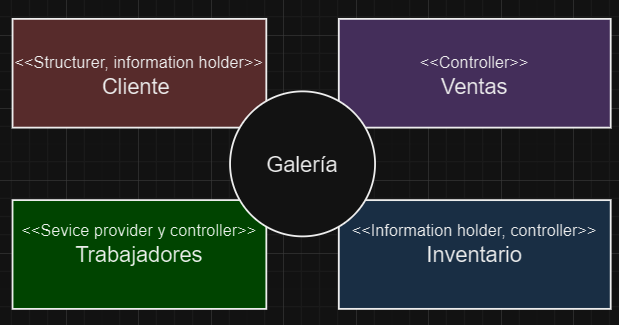 <<Structurer, information holder>>
Cliente
<<Controller>>
Ventas
Galería
<<Sevice provider y controller>>
Trabajadores
<<Information holder, controller>>
Inventario